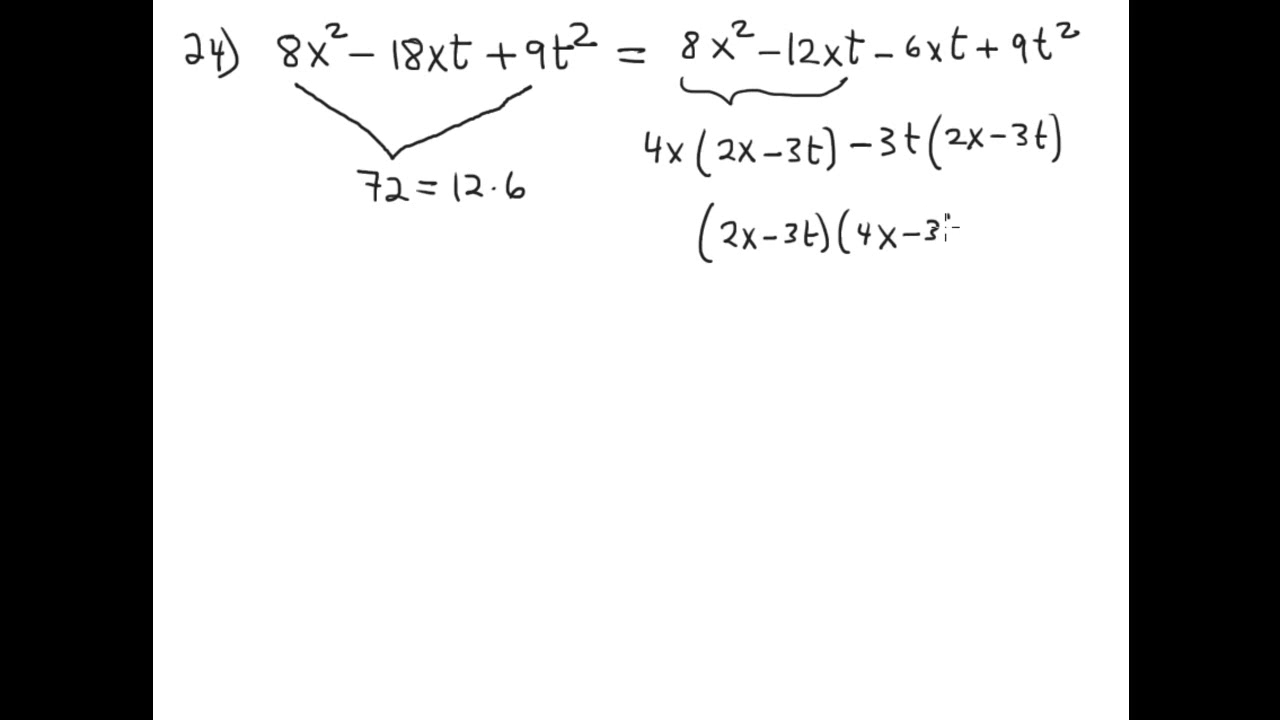 24) 8x² - 18xt + 9t² = 8x² - 12xt - 6xt + 9t²
4x(2x - 3t) - 3t(2x - 3t)
72 = 12 · 6
(2x - 3t)(4x - 3